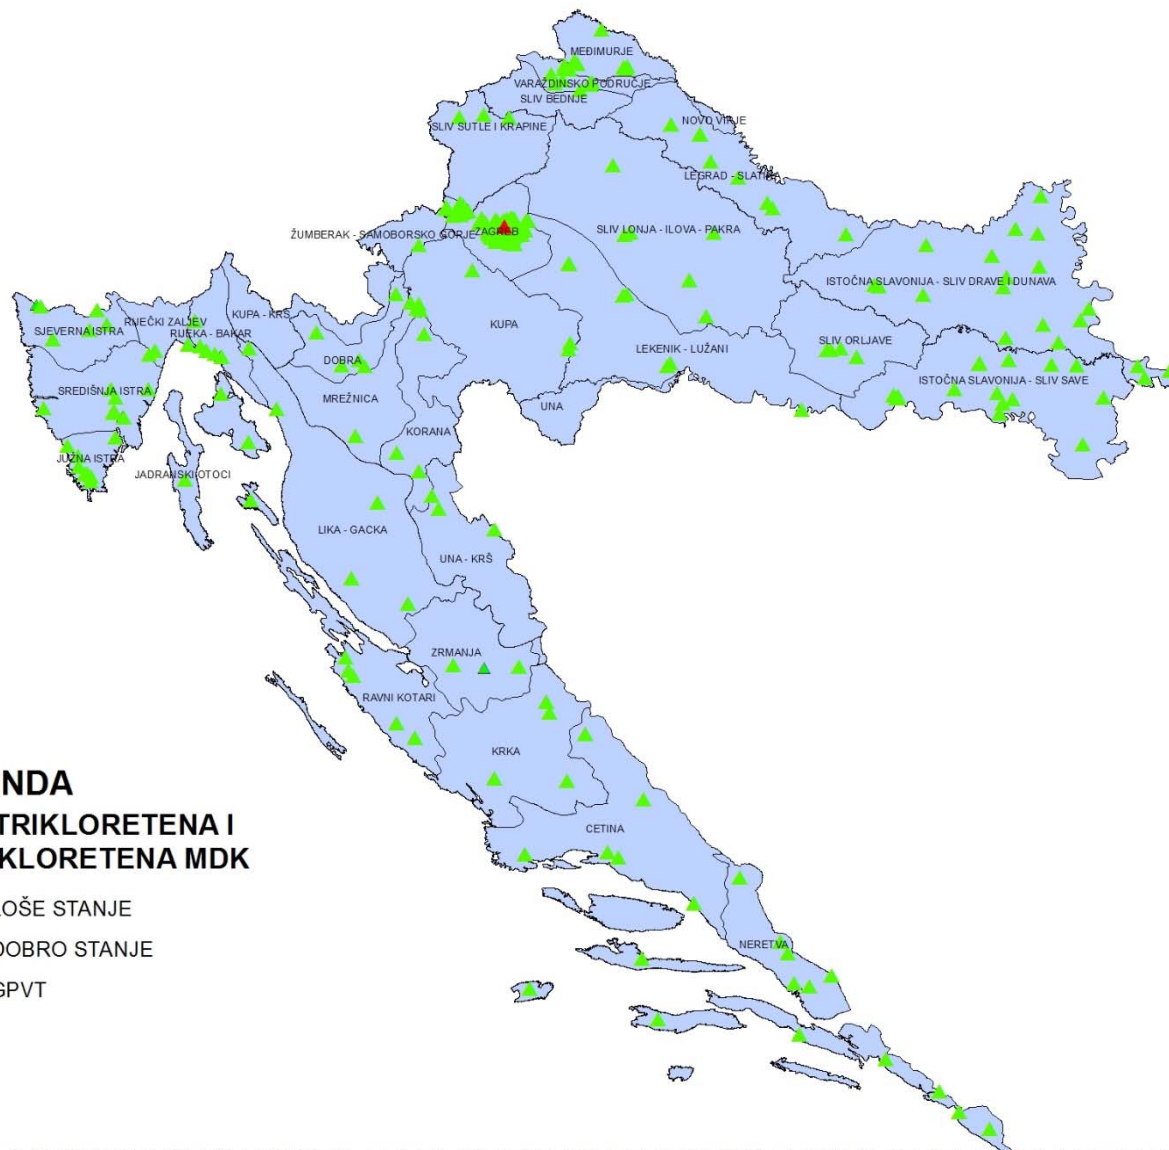 MEĐIMURJE
VARAŽDINSKO PODRUČJE
SLIV BEDNJE
SLIV SUTLE I KRAPINE
NOVO VIRJE
LEGRAD - SLATINA
ŽUMBERAK - SAMOBORSKO GORJE
ZAGREB
SLIV LONJA - ILOVA - PAKRA
ISTOČNA SLAVONIJA - SLIV DRAVE I DUNAVA
SJEVERNA ISTRA
RIJEČKI ZALJEV
RIJEKA - BAKAR
KUPA - KRŠ
KUPA
DOBRA
LEKENIK - LUŽANI
SLIV ORLJAVE
ISTOČNA SLAVONIJA - SLIV SAVE
SREDIŠNJA ISTRA
MREŽNICA
UNA
KORANA
JUŽNA ISTRA
JADRANSKI OTOCI
LIKA - GACKA
UNA - KRŠ
ZRMANJA
RAVNI KOTARI
KRKA
CETINA
NERETVA
NDA
TRIKLORETENA I
KLORETENA MDK
OŠE STANJE
DOBRO STANJE
GPVT